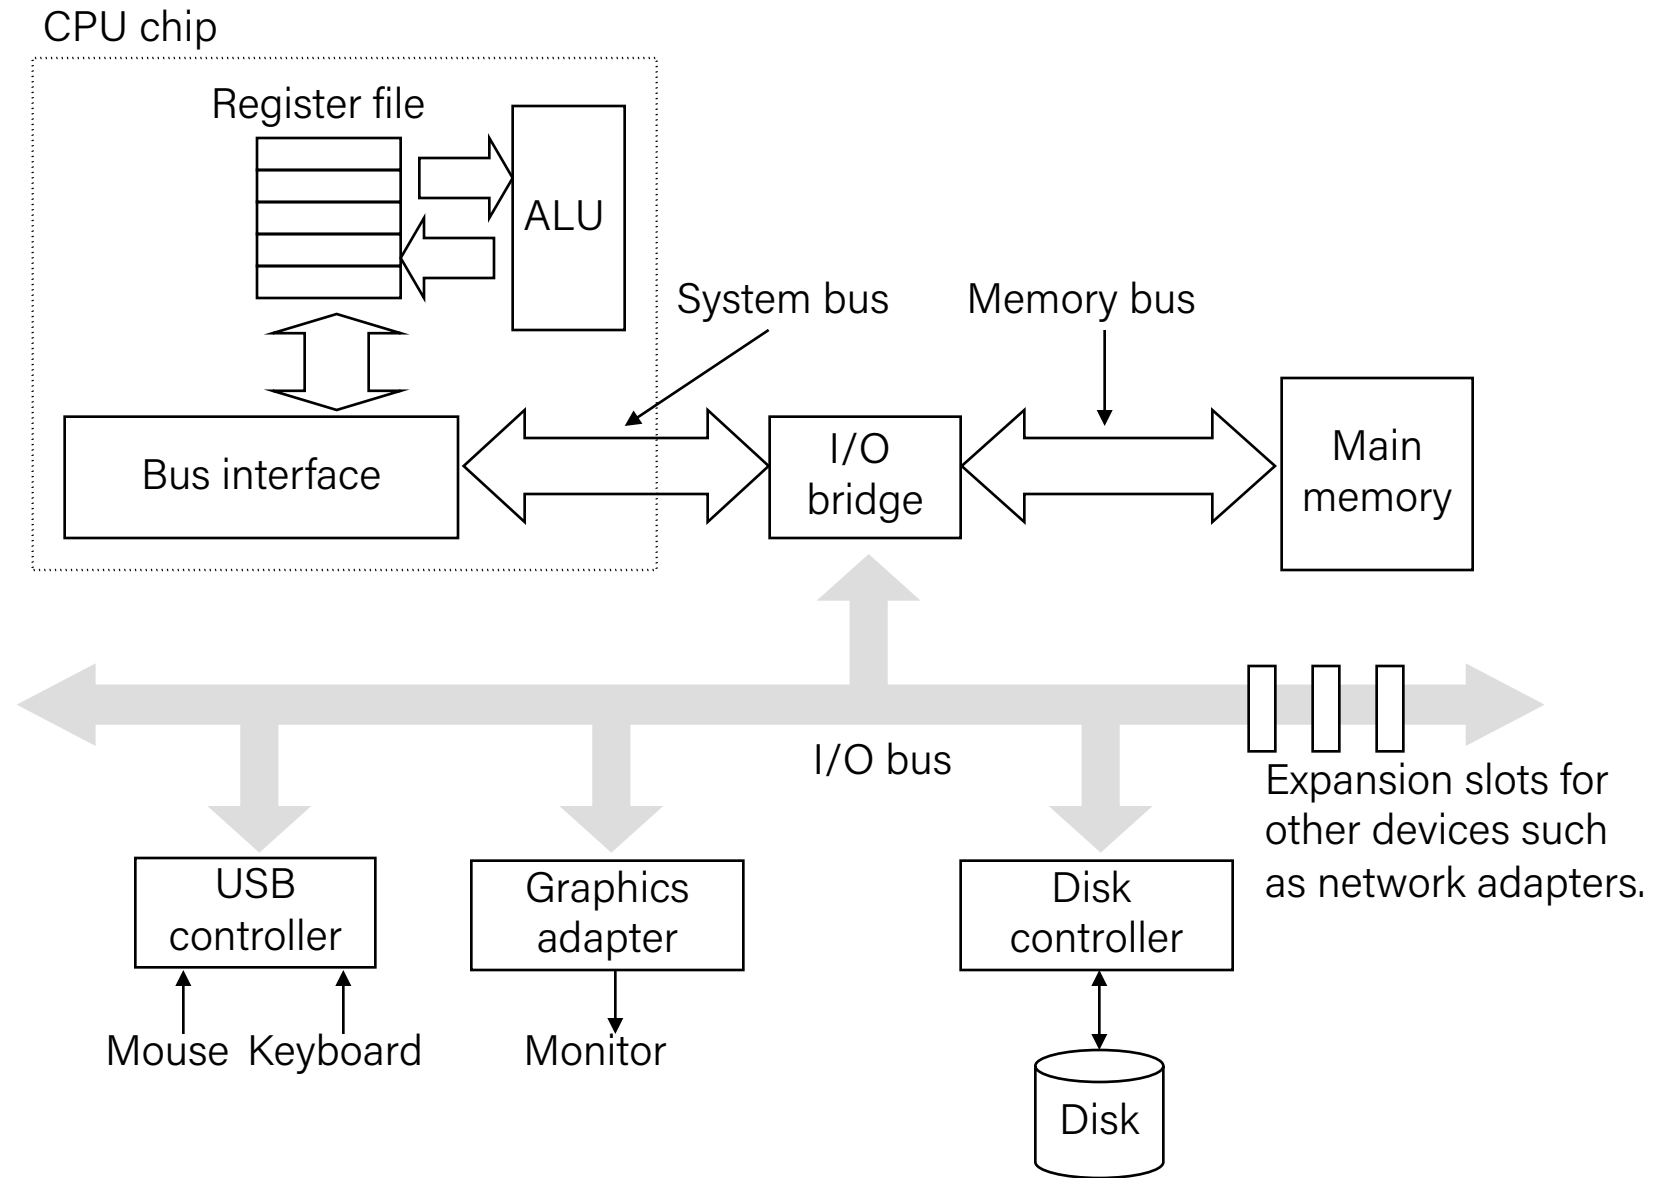 CPU chip
Register file
ALU
System bus
Memory bus
Bus interface
I/O
bridge
Main
memory
I/O bus
Expansion slots for
other devices such
as network adapters.
USB
controller
Graphics
adapter
Disk
controller
Mouse
Keyboard
Monitor
Disk